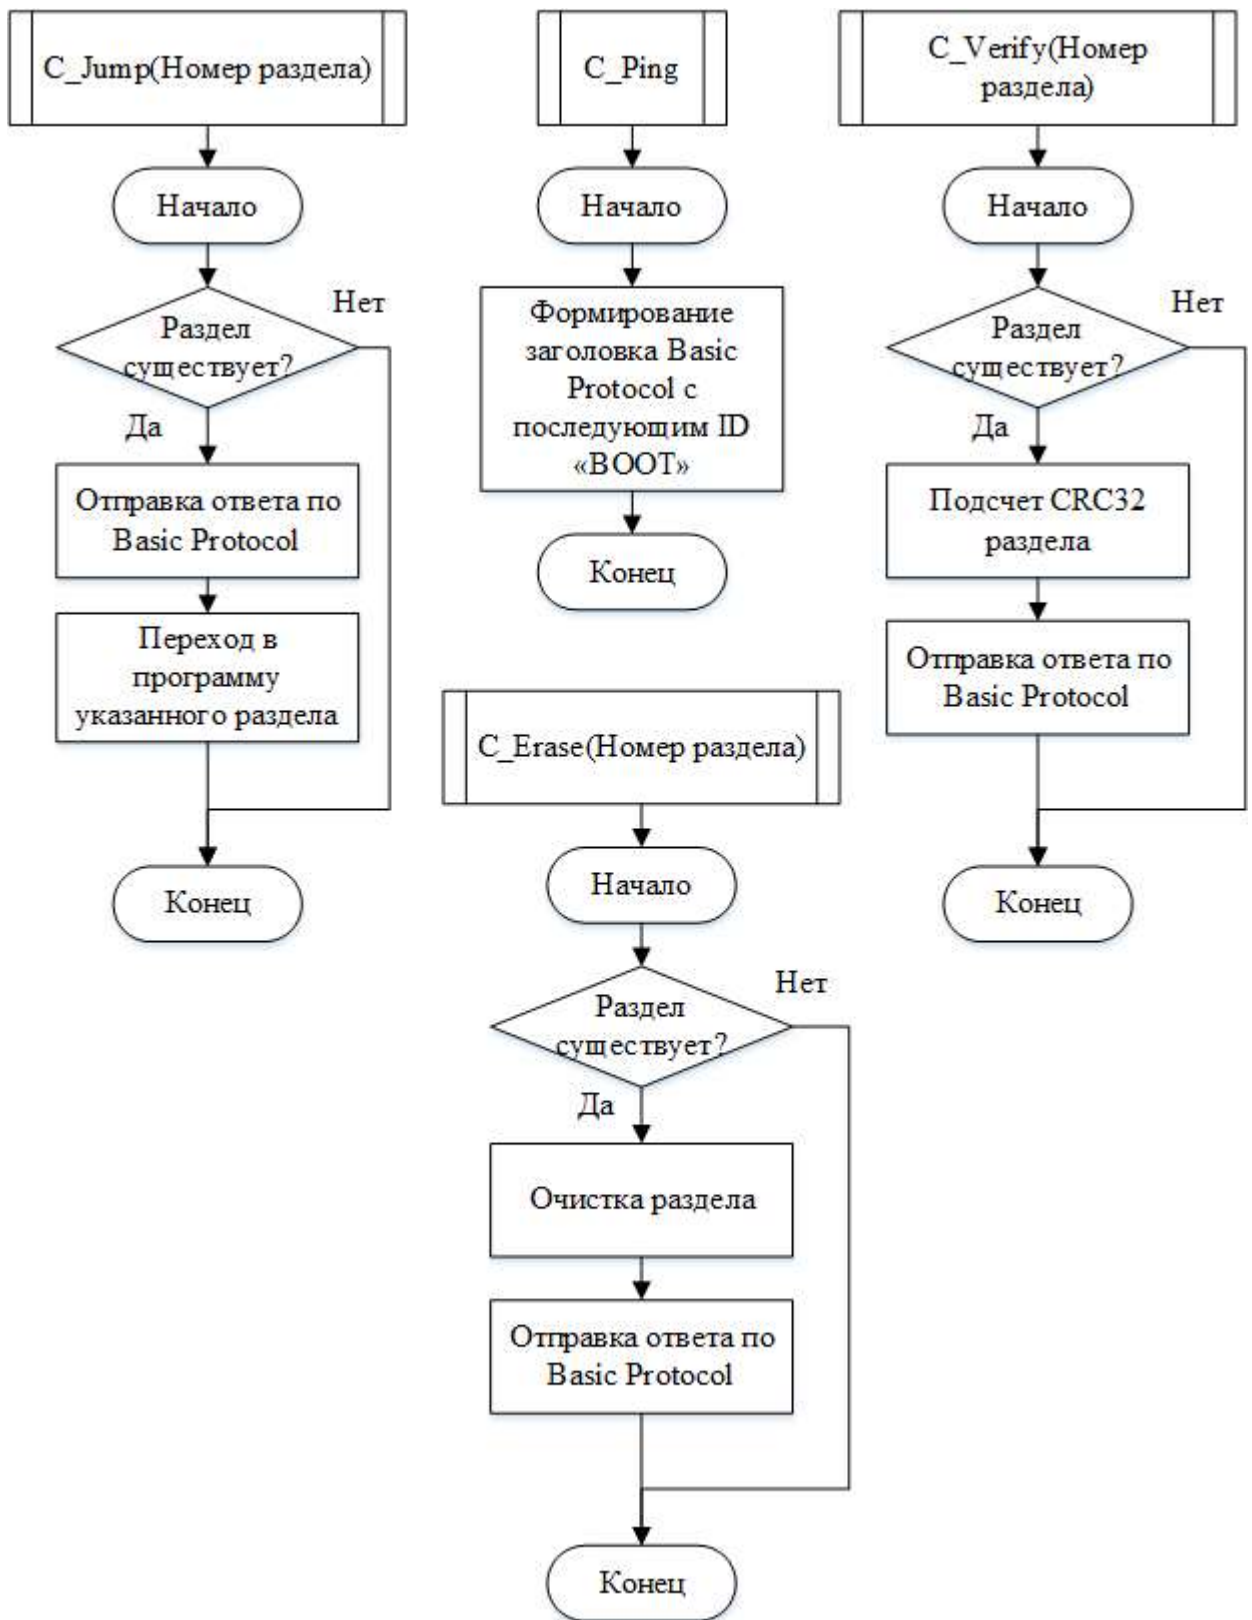 C_Jump(Номер раздела)
Начало
Раздел
существует?
Нет
Да
Отправка ответа по
Basic Protocol
Переход в
программу
указанного раздела
Конец
C_Ping
Начало
Формирование
заголовка Basic
Protocol с
последующим ID
«BOOT»
Конец
C_Verify(Номер
раздела)
Начало
Раздел
существует?
Нет
Да
Подсчет CRC32
раздела
Отправка ответа по
Basic Protocol
Конец
C_Erase(Номер раздела)
Начало
Раздел
существует?
Нет
Да
Очистка раздела
Отправка ответа по
Basic Protocol
Конец